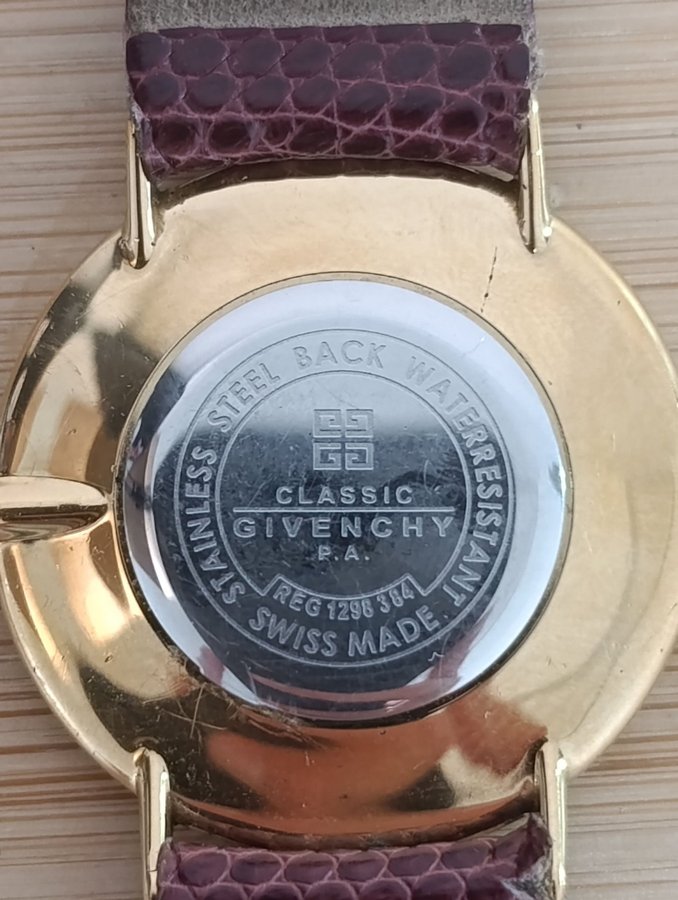 STAINLESS STEEL BACK WATERRESISTANT
CLASSIC
GIVENCHY
P.A.
REG 1298 384
SWISS MADE